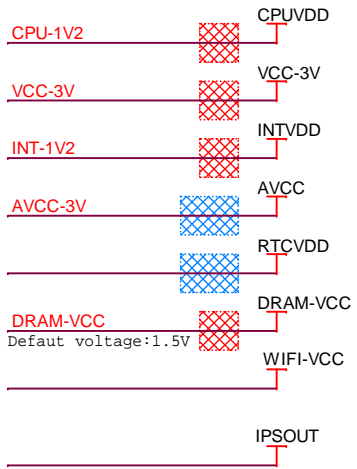 CPUVDD
CPU-1V2
VCC-3V
VCC-3V
INTVDD
INT-1V2
AVCC
AVCC-3V
RTCVDD
DRAM-VCC
DRAM-VCC
Defaut voltage:1.5V
WIFI-VCC
IPSOUT